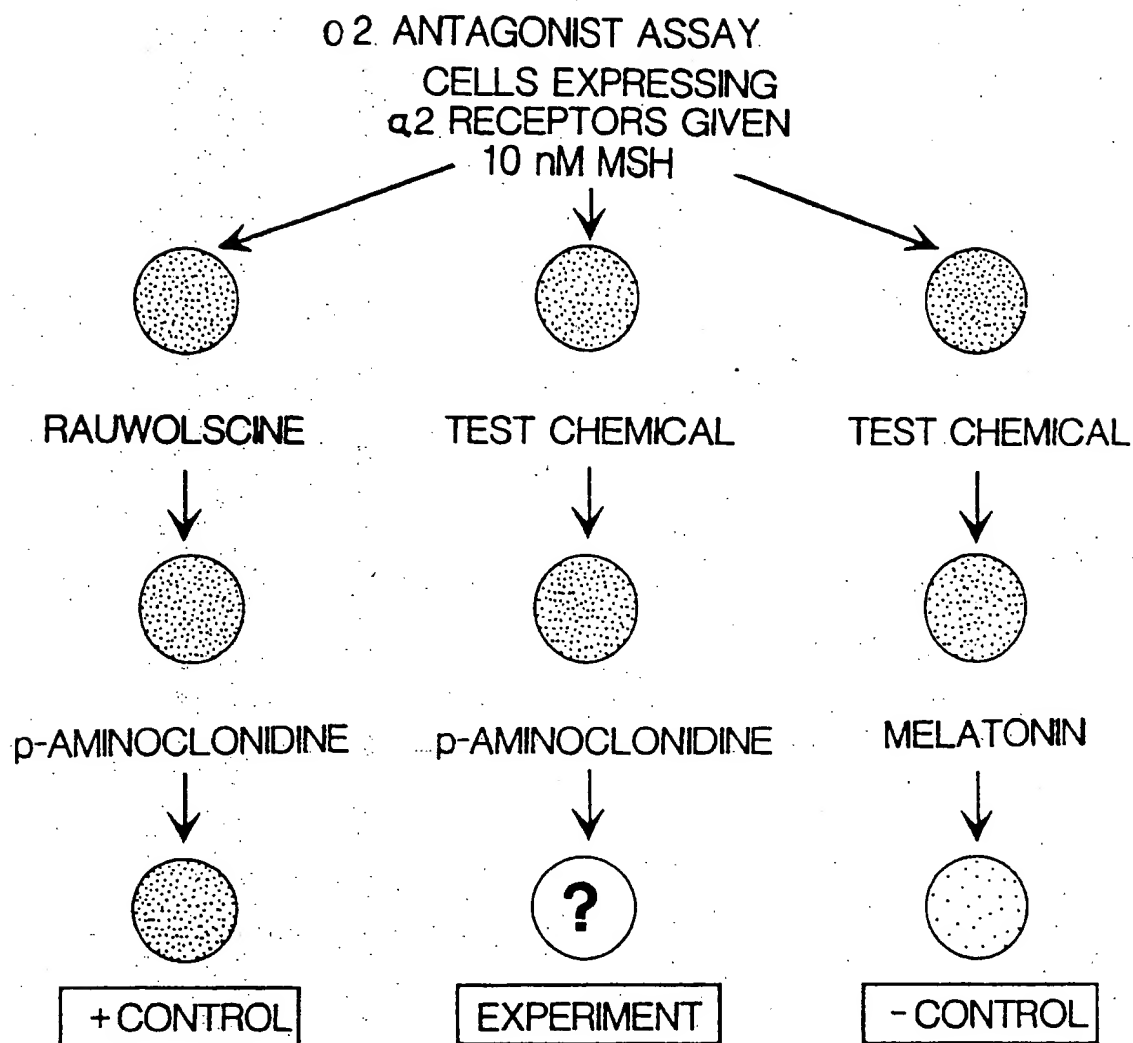 α2 ANTAGONIST ASSAY
CELLS EXPRESSING
α2 RECEPTORS GIVEN
10 nM MSH
RAUWOLSCINE TEST CHEMICAL TEST CHEMICAL
p-AMINOCLONIDINE p-AMINOCLONIDINE MELATONIN
?
+CONTROL EXPERIMENT -CONTROL